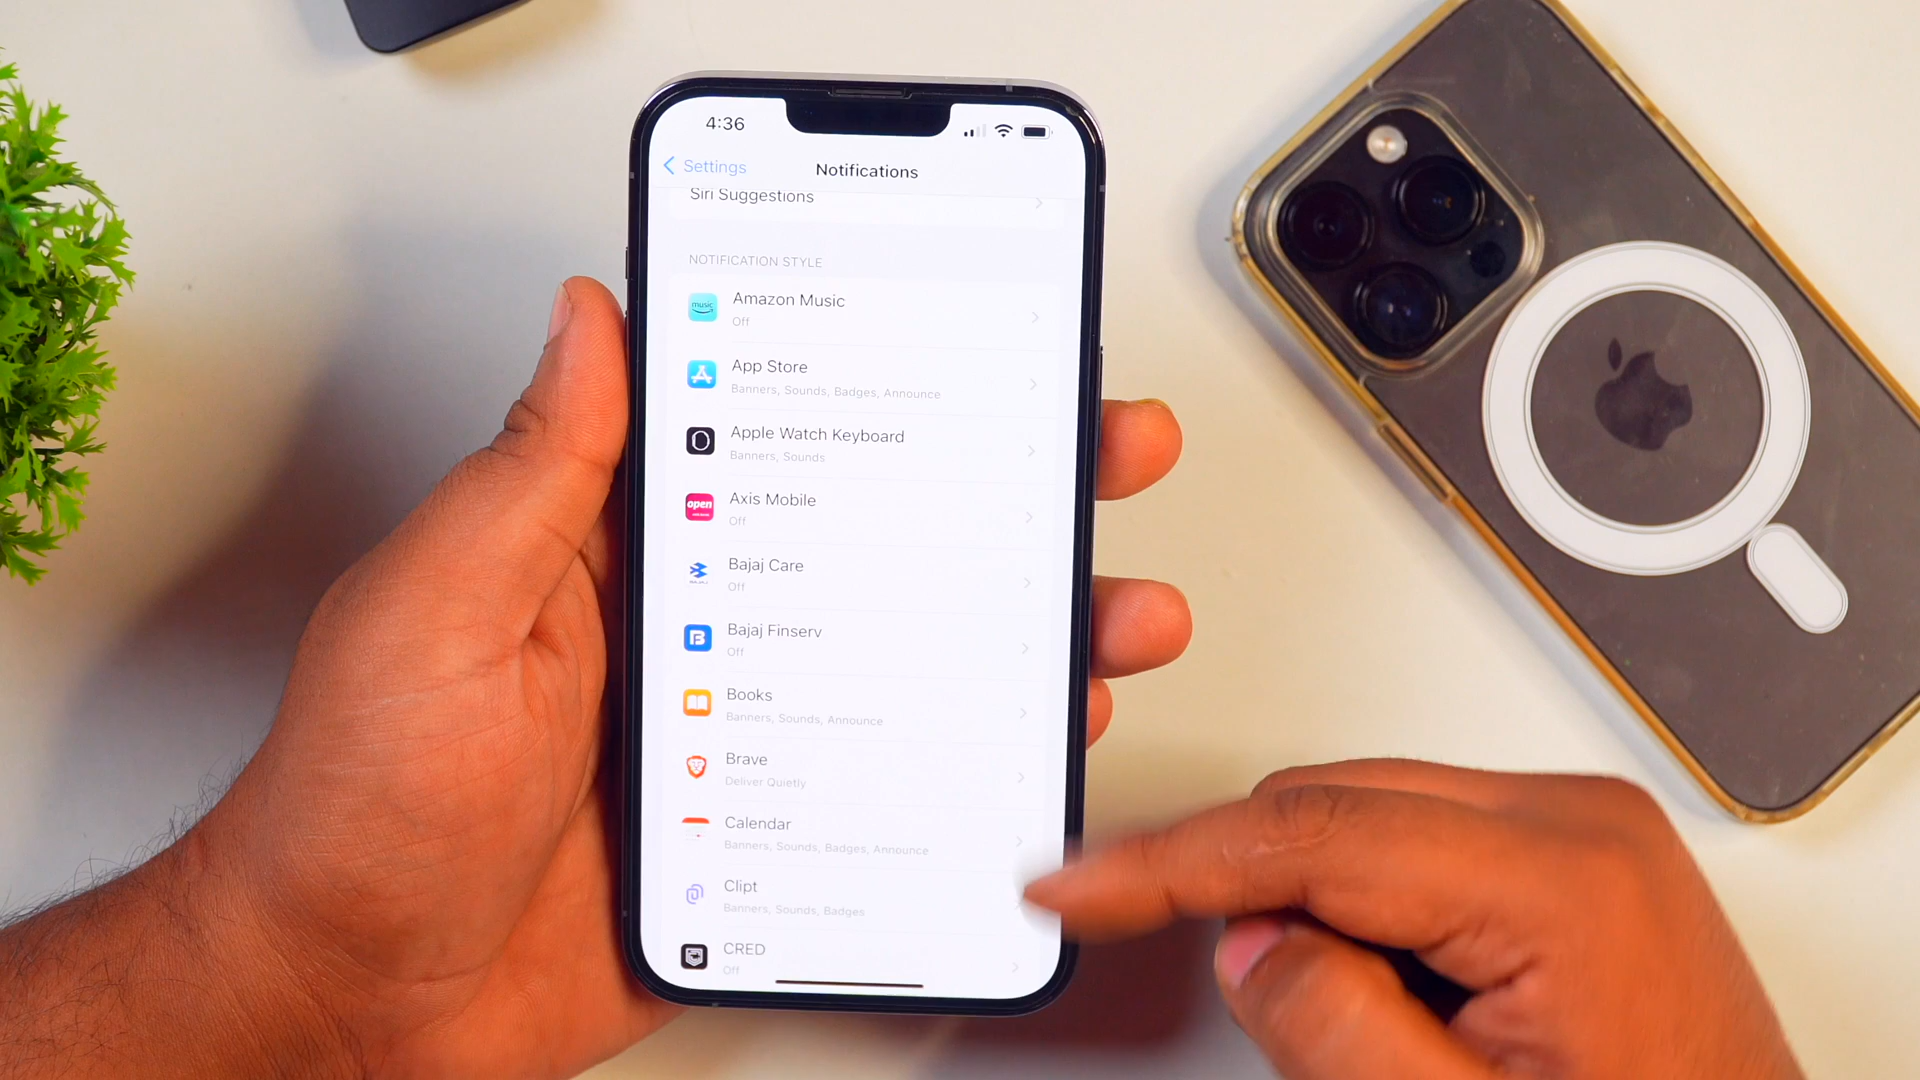 4:36
Settings
Notifications
Siri Suggestions
NOTIFICATION STYLE
music
Amazon Music
Off
App Store
Banners, Sounds, Badges, Announce
Apple Watch Keyboard
Banners, Sounds
open
Axis Mobile
Off
Bajaj Care
Off
B
Bajaj Finserv
Off
Books
Banners, Sounds, Announce
Brave
Deliver Quietly
Calendar
Banners, Sounds, Badges, Announce
Clipt
Banners, Sounds, Badges
CRED
Off